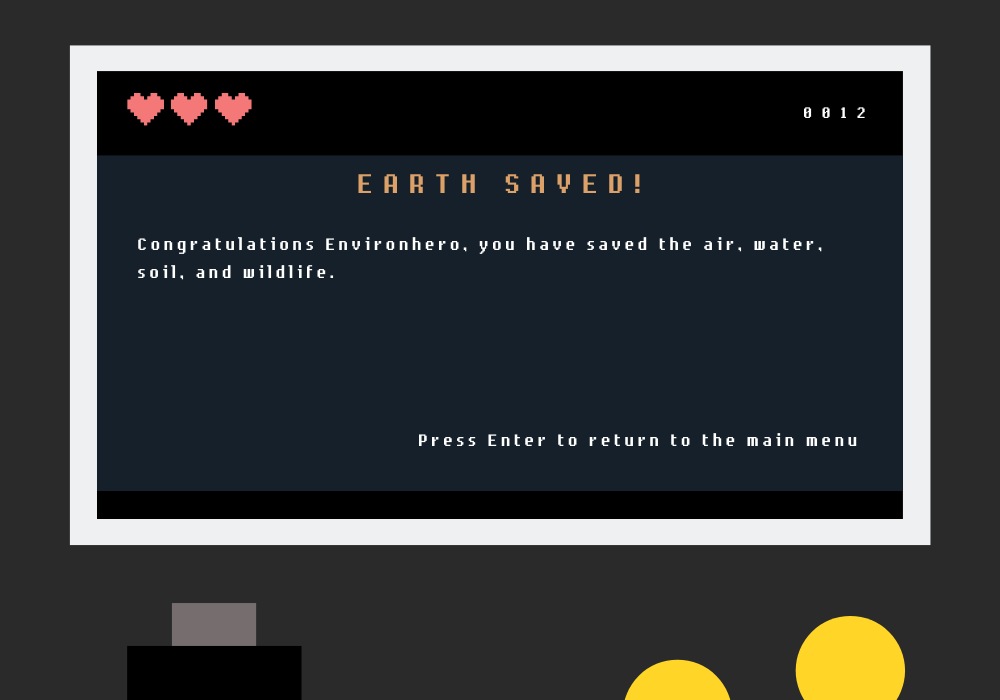 0012
EARTH SAVED!
Congratulations Environhero, you have saved the air, water,
soil, and wildlife.
Press Enter to return to the main menu